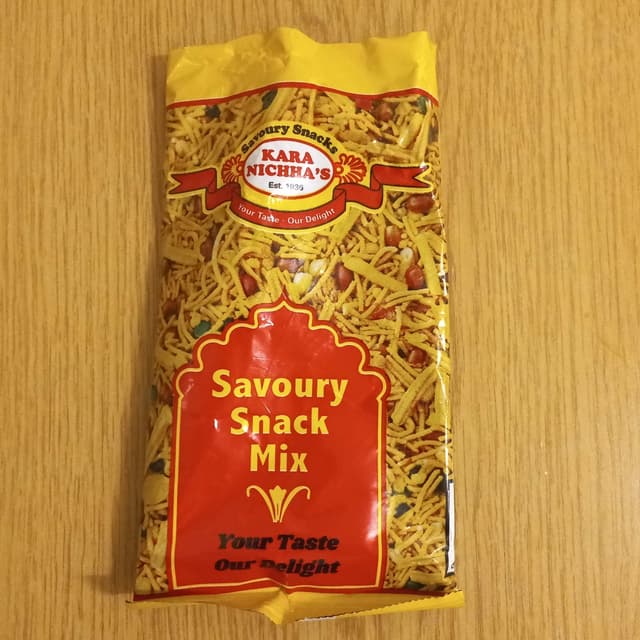 Savoury Snacks
KARA
NICHHA'S
Est. 1936
Your Taste - Our Delight
Savoury
Snack
Mix
Your Taste
Our Delight